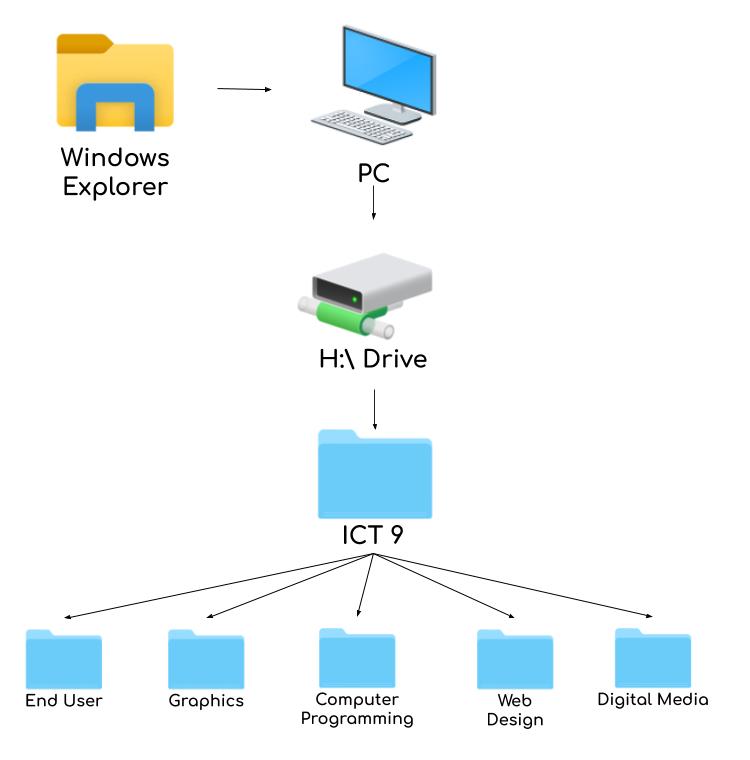 Windows
Explorer
PC
H:\ Drive
ICT 9
End User
Graphics
Computer
Programming
Web
Design
Digital Media